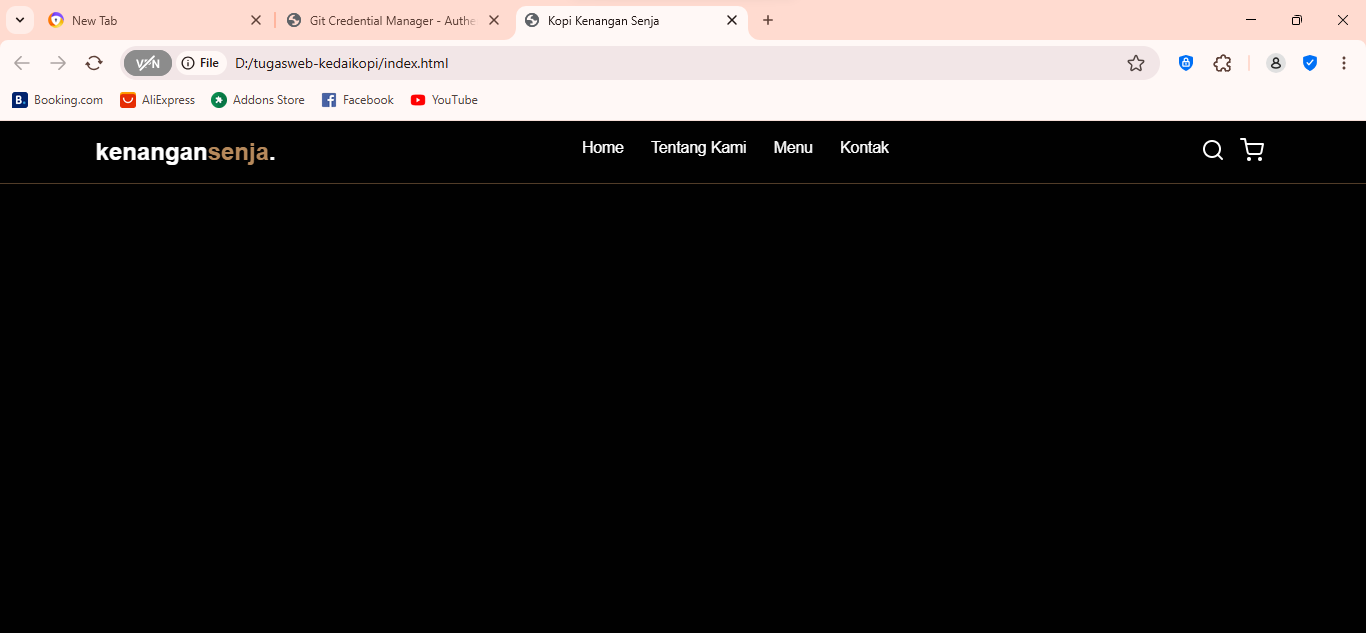 New Tab
Git Credential Manager - Authe
Kopi Kenangan Senja
VPN
File
D:/tugasweb-kedaikopi/index.html
B. Booking.com
AliExpress
Addons Store
Facebook
YouTube
kenangansenja.
Home
Tentang Kami
Menu
Kontak